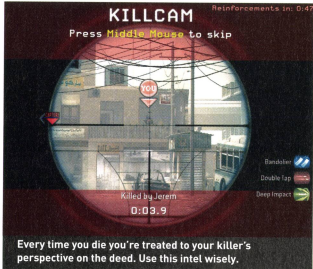 Reinforcements in: 0:47
KILLCAM
Press Middle Mouse to skip
YOU
Bandolier
Double Tap
Deep Impact
Killed by Jerem
0:03.9
Every time you die you're treated to your killer's
perspective on the deed. Use this intel wisely.